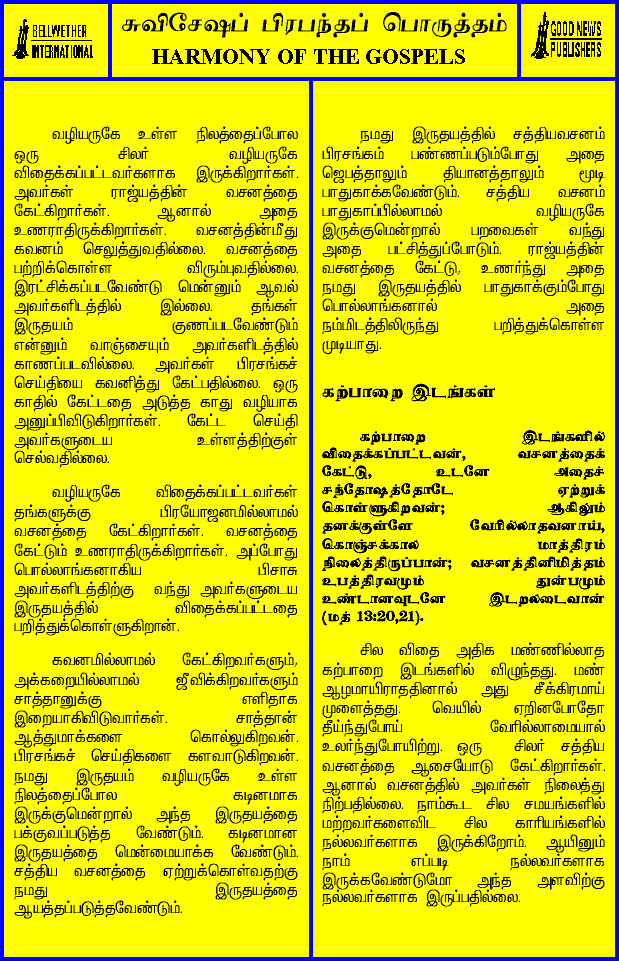 BELLWETHER
INTERNATIONAL
சுவிசேஷப் பிரபந்தப் பொருத்தம்
HARMONY OF THE GOSPELS
GOOD NEWS
PUBLISHERS
வழியருகே உள்ள நிலத்தைப்போல
ஒரு சிலர் வழியருகே
விதைக்கப்பட்டவர்களாக இருக்கிறார்கள்.
அவர்கள் ராஜ்யத்தின் வசனத்தை
கேட்கிறார்கள். ஆனால் அதை
உணராதிருக்கிறார்கள். வசனத்தின்மீது
கவனம் செலுத்துவதில்லை. வசனத்தை
பற்றிக்கொள்ள விரும்புவதில்லை.
இரட்சிக்கப்படவேண்டு மென்னும் ஆவல்
அவர்களிடத்தில் இல்லை. தங்கள்
இருதயம் குணப்படவேண்டும்
என்னும் வாஞ்சையும் அவர்களிடத்தில்
காணப்படவில்லை. அவர்கள் பிரசங்கச்
செய்தியை கவனித்து கேட்பதில்லை. ஒரு
காதில் கேட்டதை அடுத்த காது வழியாக
அனுப்பிவிடுகிறார்கள். கேட்ட செய்தி
அவர்களுடைய உள்ளத்திற்குள்
செல்வதில்லை.
வழியருகே விதைக்கப்பட்டவர்கள்
தங்களுக்கு பிரயோஜனமில்லாமல்
வசனத்தை கேட்கிறார்கள். வசனத்தை
கேட்டும் உணராதிருக்கிறார்கள். அப்போது
பொல்லாங்கனாகிய பிசாசு
அவர்களிடத்திற்கு வந்து அவர்களுடைய
இருதயத்தில் விதைக்கப்பட்டதை
பறித்துக்கொள்ளுகிறான்.
கவனமில்லாமல் கேட்கிறவர்களும்,
அக்கறையில்லாமல் ஜீவிக்கிறவர்களும்
சாத்தானுக்கு எளிதாக
இறையாகிவிடுவார்கள். சாத்தான்
ஆத்துமாக்களை கொல்லுகிறவன்.
பிரசங்கச் செய்திகளை களவாடுகிறவன்.
நமது இருதயம் வழியருகே உள்ள
நிலத்தைப்போல கடினமாக
இருக்குமென்றால் அந்த இருதயத்தை
பக்குவப்படுத்த வேண்டும். கடினமான
இருதயத்தை மென்மையாக்க வேண்டும்.
சத்திய வசனத்தை ஏற்றுக்கொள்வதற்கு
நமது இருதயத்தை
ஆயத்தப்படுத்தவேண்டும்.
நமது இருதயத்தில் சத்தியவசனம்
பிரசங்கம் பண்ணப்படும்போது அதை
ஜெபத்தாலும் தியானத்தாலும் மூடி
பாதுகாக்கவேண்டும். சத்திய வசனம்
பாதுகாப்பில்லாமல் வழியருகே
இருக்குமென்றால் பறவைகள் வந்து
அதை பட்சித்துப்போடும். ராஜ்யத்தின்
வசனத்தை கேட்டு, உணர்ந்து அதை
நமது இருதயத்தில் பாதுகாக்கும்போது
பொல்லாங்கனால் அதை
நம்மிடத்திலிருந்து பறித்துக்கொள்ள
முடியாது.
கற்பாறை இடங்கள்
கற்பாறை இடங்களில்
விதைக்கப்பட்டவன், வசனத்தைக்
கேட்டு, உடனே அதைச்
சந்தோஷத்தோடே ஏற்றுக்
கொள்ளுகிறவன்; ஆகிலும்
தனக்குள்ளே வேரில்லாதவனாய்,
கொஞ்சக்கால மாத்திரம்
நிலைத்திருப்பான்; வசனத்தினிமித்தம்
உபத்திரவமும் துன்பமும்
உண்டானவுடனே இடறலடைவான்
(மத் 13:20,21).
சில விதை அதிக மண்ணில்லாத
கற்பாறை இடங்களில் விழுந்தது. மண்
ஆழமாயிராததினால் அது சீக்கிரமாய்
முளைத்தது. வெயில் ஏறினபோதோ
தீய்ந்துபோய் வேரில்லாமையால்
உலர்ந்துபோயிற்று. ஒரு சிலர் சத்திய
வசனத்தை ஆசையோடு கேட்கிறார்கள்.
ஆனால் வசனத்தில் அவர்கள் நிலைத்து
நிற்பதில்லை. நாம்கூட சில சமயங்களில்
மற்றவர்களைவிட சில காரியங்களில்
நல்லவர்களாக இருக்கிறோம். ஆயினும்
நாம் எப்படி நல்லவர்களாக
இருக்கவேண்டுமோ அந்த அளவிற்கு
நல்லவர்களாக இருப்பதில்லை.